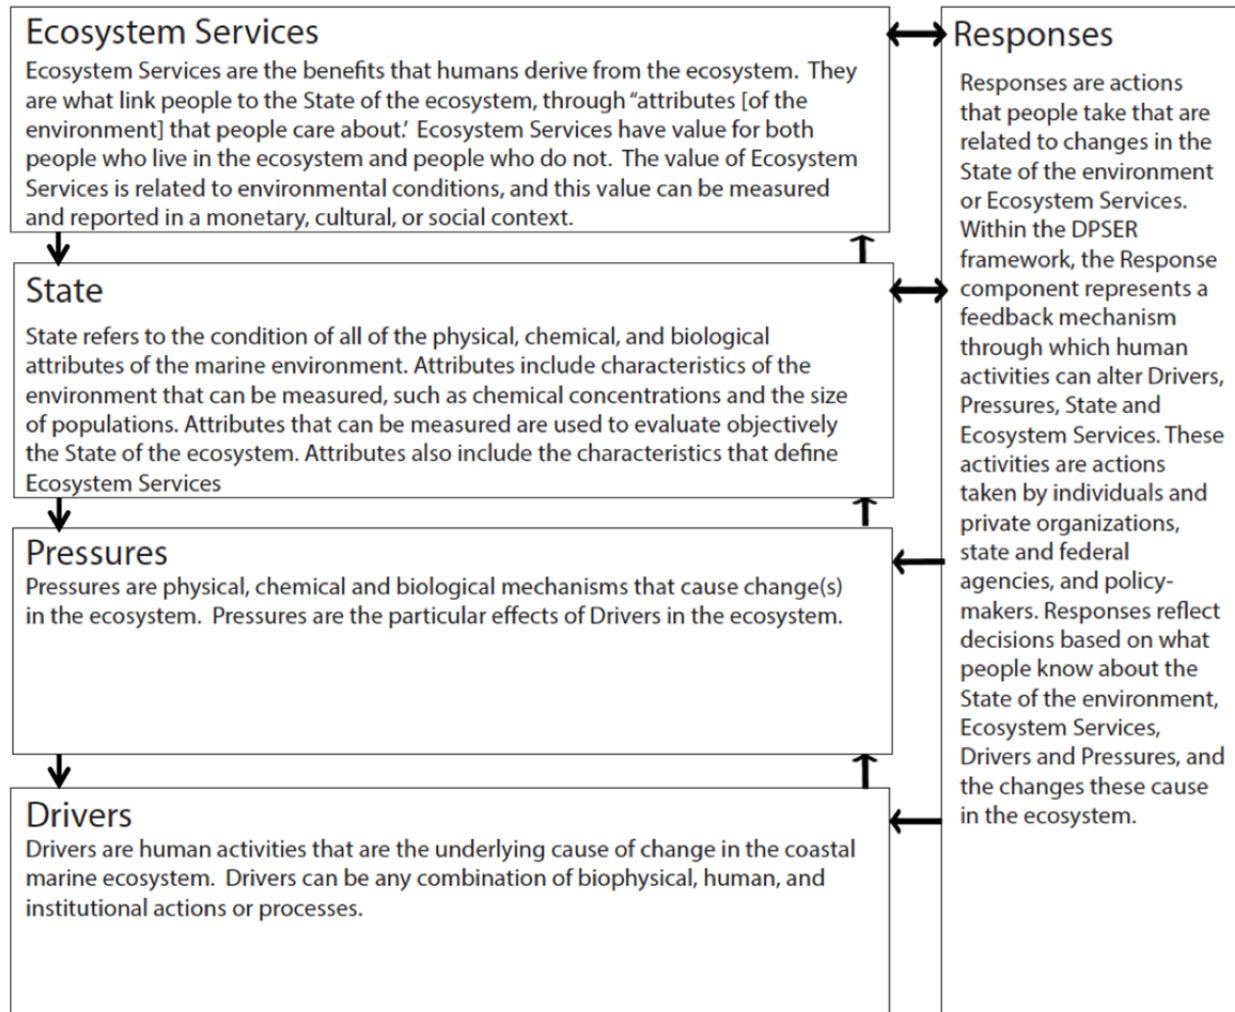 Ecosystem Services
Ecosystem Services are the benefits that humans derive from the ecosystem. They
are what link people to the State of the ecosystem, through “attributes [of the
environment] that people care about.’ Ecosystem Services have value for both
people who live in the ecosystem and people who do not. The value of Ecosystem
Services is related to environmental conditions, and this value can be measured
and reported in a monetary, cultural, or social context.
State
State refers to the condition of all of the physical, chemical, and biological
attributes of the marine environment. Attributes include characteristics of the
environment that can be measured, such as chemical concentrations and the size
of populations. Attributes that can be measured are used to evaluate objectively
the State of the ecosystem. Attributes also include the characteristics that define
Ecosystem Services
Pressures
Pressures are physical, chemical and biological mechanisms that cause change(s)
in the ecosystem. Pressures are the particular effects of Drivers in the ecosystem.
Drivers
Drivers are human activities that are the underlying cause of change in the coastal
marine ecosystem. Drivers can be any combination of biophysical, human, and
institutional actions or processes.
Responses
Responses are actions
that people take that are
related to changes in the
State of the environment
or Ecosystem Services.
Within the DPSER
framework, the Response
component represents a
feedback mechanism
through which human
activities can alter Drivers,
Pressures, State and
Ecosystem Services. These
activities are actions
taken by individuals and
private organizations,
state and federal
agencies, and policy-
makers. Responses reflect
decisions based on what
people know about the
State of the environment,
Ecosystem Services,
Drivers and Pressures, and
the changes these cause
in the ecosystem.